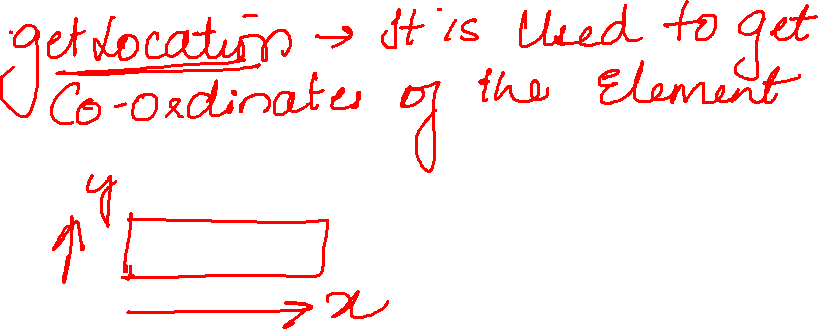 getLocation → It is Used to get
Co-ordinates of the Element
y
x